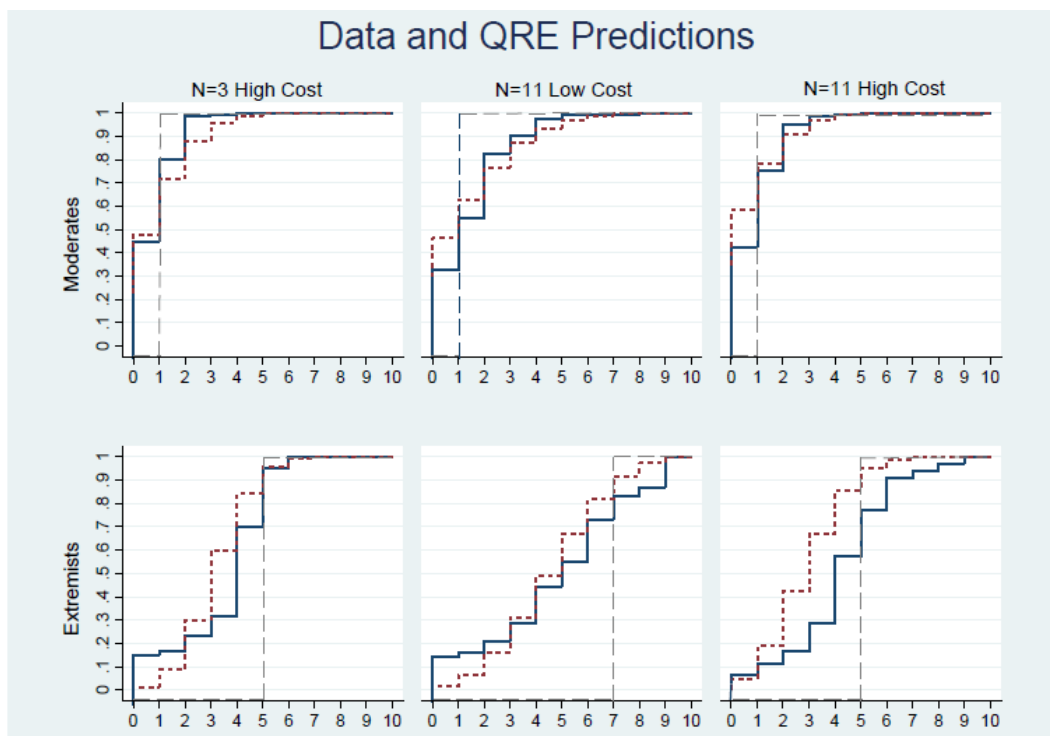 Data and QRE Predictions
N=3 High Cost
N=11 Low Cost
N=11 High Cost
Moderates
1
.9
.8
.7
.6
.5
.4
.3
.2
.1
0
0 1 2 3 4 5 6 7 8 9 10
0 1 2 3 4 5 6 7 8 9 10
0 1 2 3 4 5 6 7 8 9 10
Extremists
1
.9
.8
.7
.6
.5
.4
.3
.2
.1
0
0 1 2 3 4 5 6 7 8 9 10
0 1 2 3 4 5 6 7 8 9 10
0 1 2 3 4 5 6 7 8 9 10